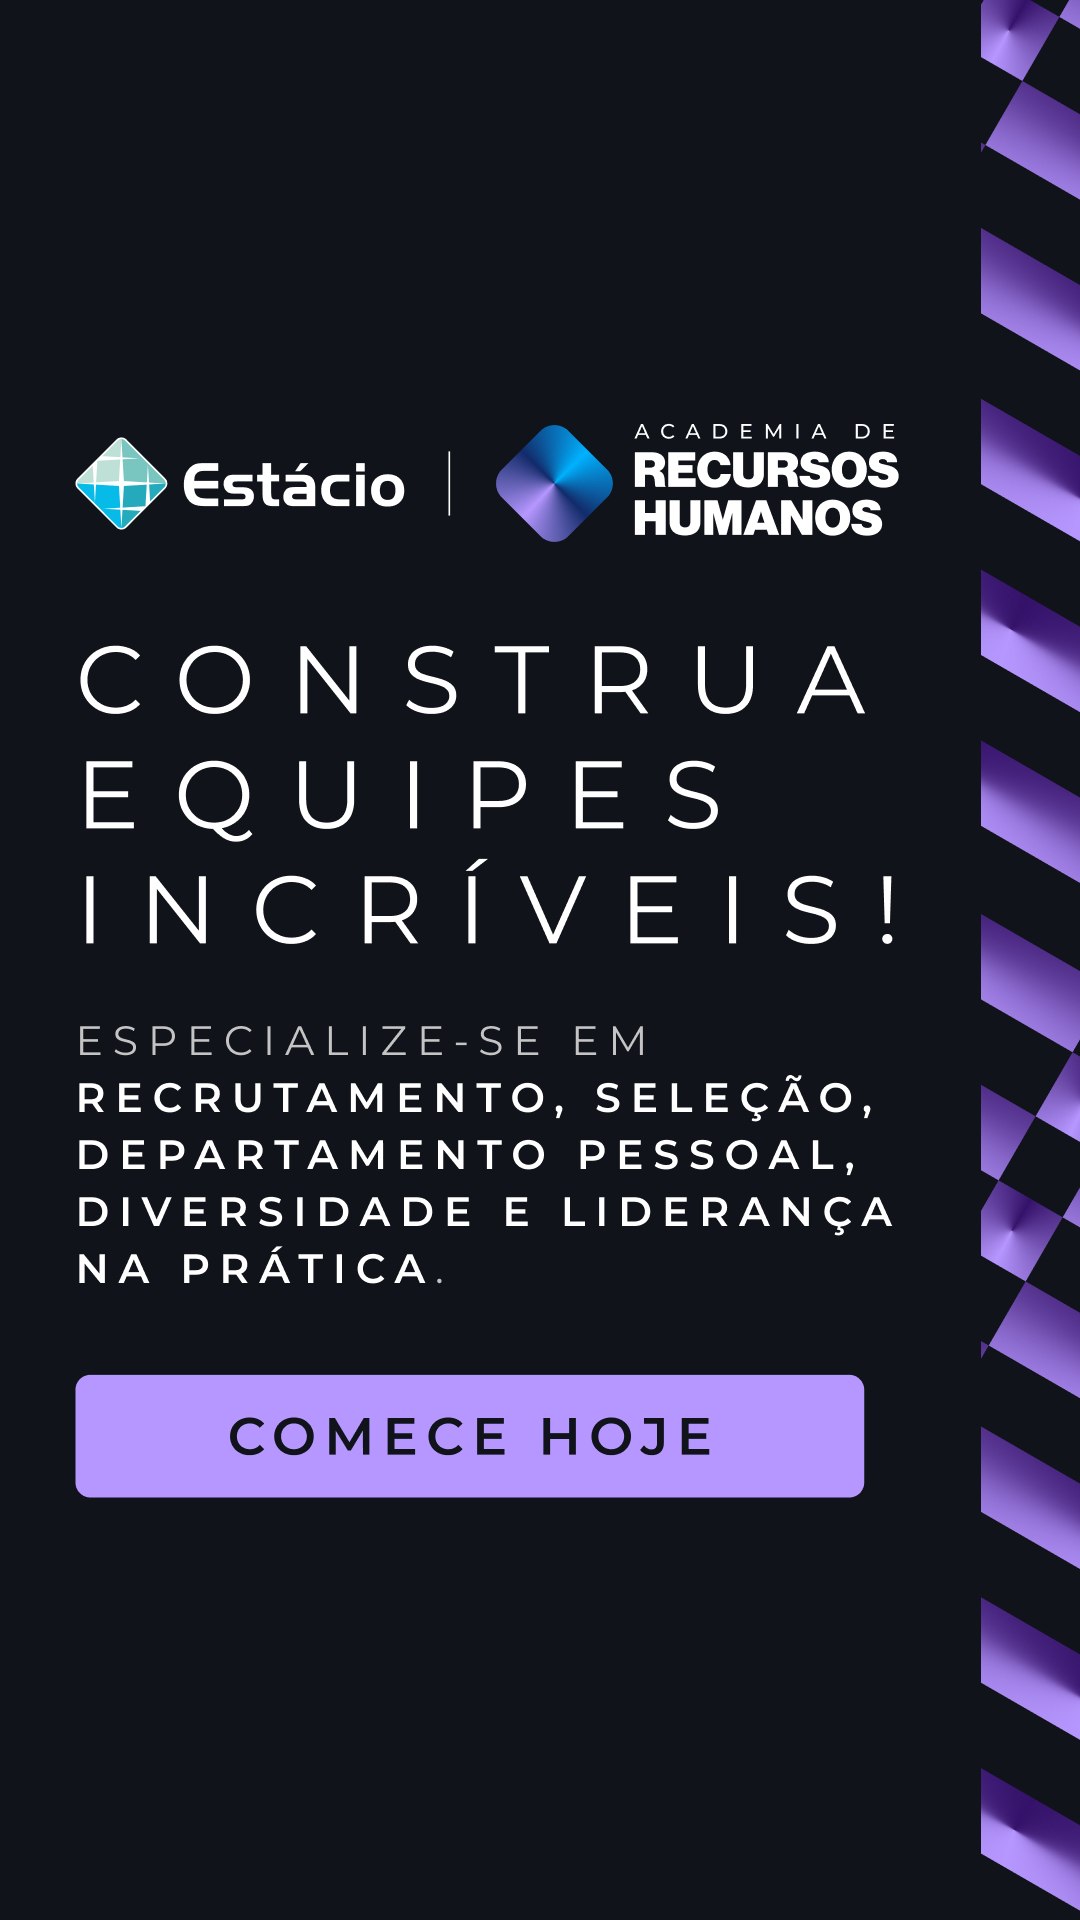 Estácio
ACADEMIA DE
RECURSOS
HUMANOS
CONSTRUA
EQUIPES
INCRÍVEIS!
ESPECIALIZE-SE EM
RECRUTAMENTO, SELEÇÃO,
DEPARTAMENTO PESSOAL,
DIVERSIDADE E LIDERANÇA
NA PRÁTICA.
COMECE HOJE